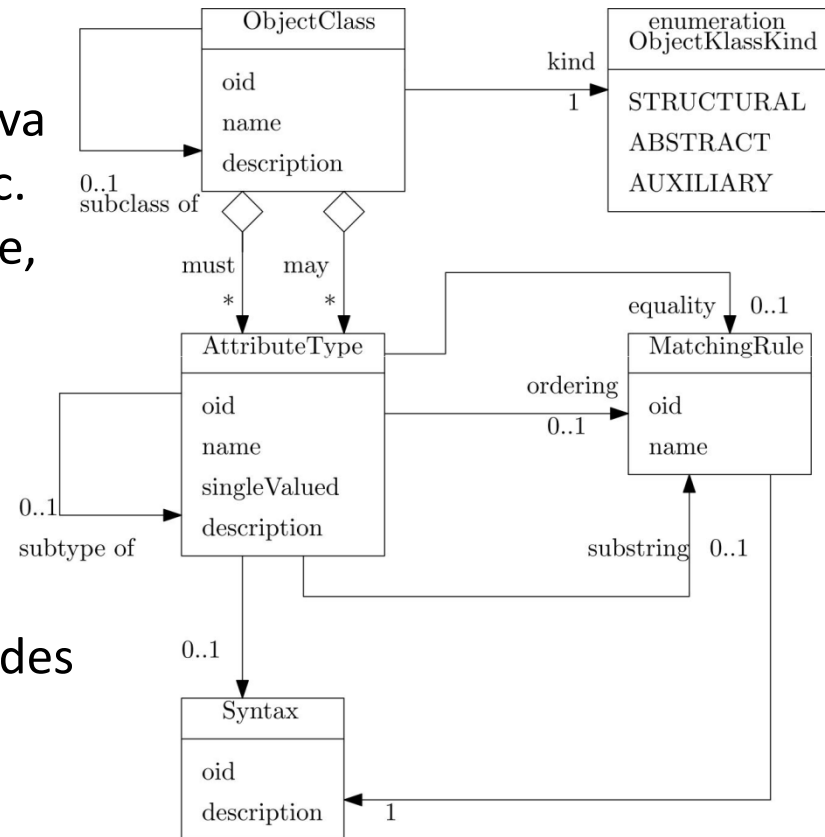 va
c.
e,
des
ObjectClass
oid
name
description
0..1
subclass of
kind
1
enumeration
ObjectKlassKind
STRUCTURAL
ABSTRACT
AUXILIARY
must
*
may
*
equality 0..1
AttributeType
oid
name
singleValued
description
0..1
subtype of
ordering
0..1
MatchingRule
oid
name
substring 0..1
0..1
Syntax
oid
description
1